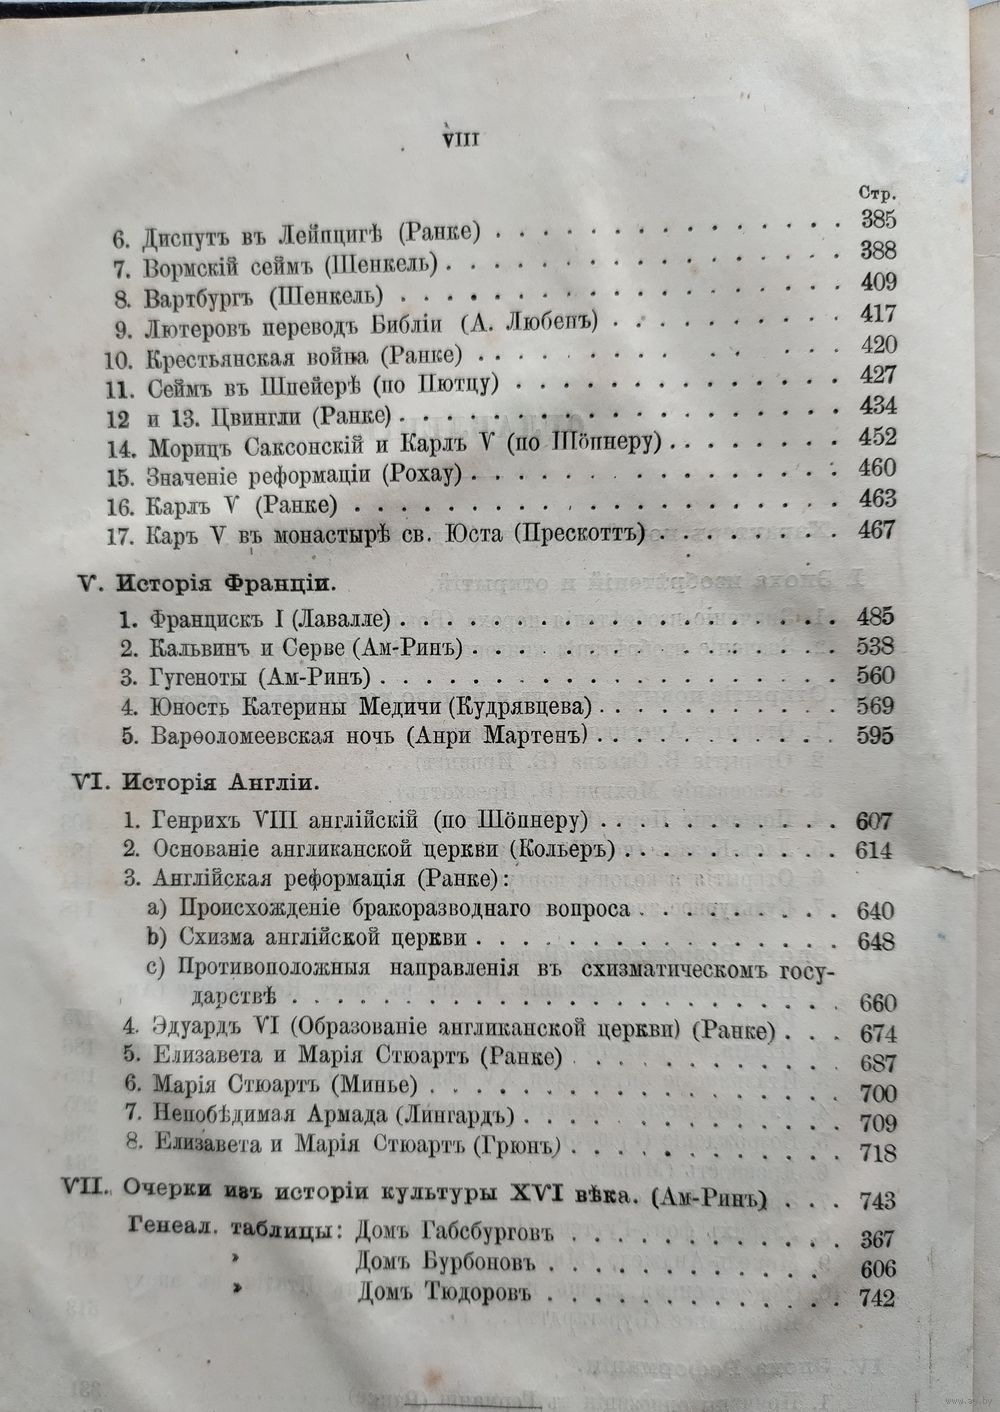 VIII
Стр.
6. Диспутъ въ Лейпцигѣ (Ранке) . . . . . . . . . . . . . 385
7. Вормскій сеймъ (Шенкель) . . . . . . . . . . . . . . 388
8. Вартбургъ (Шенкель) . . . . . . . . . . . . . . . . 409
9. Лютеровъ переводъ Библіи (А. Любенъ) . . . . . . . . 417
10. Крестьянская война (Ранке) . . . . . . . . . . . . . 420
11. Сеймъ въ Шпейерѣ (по Пютцу) . . . . . . . . . . . . 427
12 и 13. Цвингли (Ранке) . . . . . . . . . . . . . . . . 434
14. Морицъ Саксонскій и Карлъ V (по Шöппнеру) . . . . . . 452
15. Значеніе реформаціи (Рохау) . . . . . . . . . . . . . 460
16. Карлъ V (Ранке) . . . . . . . . . . . . . . . . . . 463
17. Каръ V въ монастырѣ св. Юста (Прескоттъ) . . . . . . . 467
V. Исторія Франціи.
1. Францискъ I (Лавалле) . . . . . . . . . . . . . . . . 485
2. Кальвинъ и Серве (Ам-Ринъ) . . . . . . . . . . . . . 538
3. Гугеноты (Ам-Ринъ) . . . . . . . . . . . . . . . . . 560
4. Юность Катерины Медичи (Кудрявцева) . . . . . . . . . 569
5. Варѳоломеевская ночь (Анри Мартенъ) . . . . . . . . . 595
VI. Исторія Англіи.
1. Генрихъ VIII англійскій (по Шöппнеру) . . . . . . . . . 607
2. Основаніе англиканской церкви (Кольеръ) . . . . . . . . 614
3. Англійская реформація (Ранке):
a) Происхожденіе бракоразводнаго вопроса . . . . . . . . 640
b) Схизма англійской церкви . . . . . . . . . . . . . 648
c) Противоположныя направленія въ схизматическомъ госу-
дарствѣ . . . . . . . . . . . . . . . . . . . . 660
4. Эдуардъ VI (Образованіе англиканской церкви) (Ранке) . . . 674
5. Елизавета и Марія Стюартъ (Ранке) . . . . . . . . . . 687
6. Марія Стюартъ (Минье) . . . . . . . . . . . . . . . 700
7. Непобѣдимая Армада (Лингардъ) . . . . . . . . . . . . 709
8. Елизавета и Марія Стюартъ (Грюнъ) . . . . . . . . . . 718
VII. Очерки изъ исторіи культуры XVI вѣка. (Ам-Ринъ) . . . 743
Генеал. таблицы: Домъ Габсбурговъ . . . . . . . . . . 367
» Домъ Бурбоновъ . . . . . . . . . . 606
» Домъ Тюдоровъ . . . . . . . . . . . 742
www.ay.by